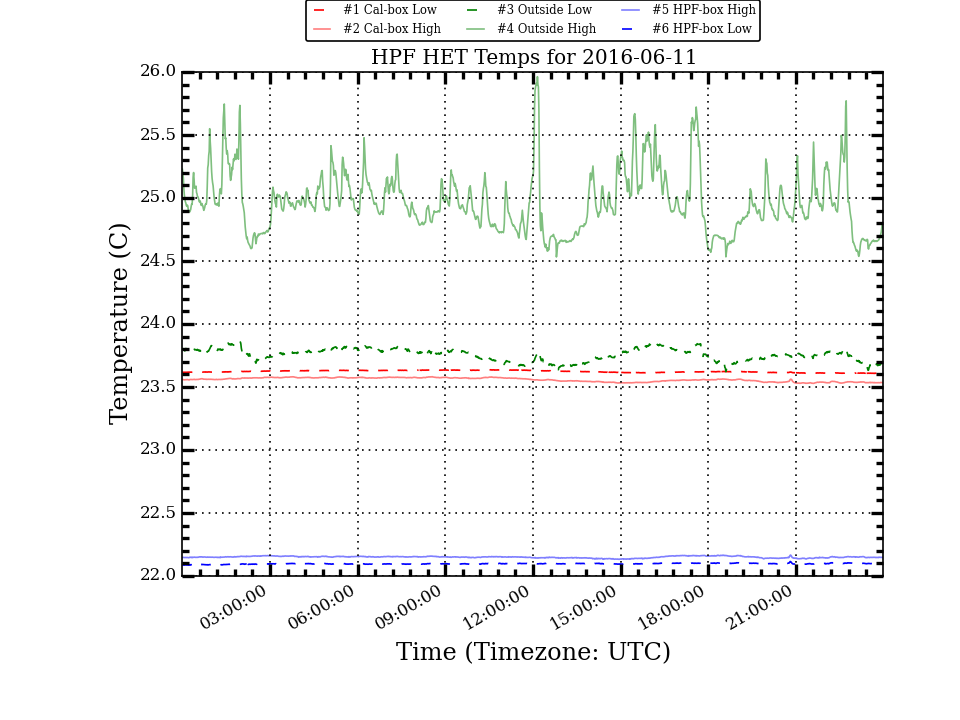 #1 Cal-box Low #3 Outside Low #5 HPF-box High
#2 Cal-box High #4 Outside High #6 HPF-box Low
HPF HET Temps for 2016-06-11
26.0
25.5
25.0
24.5
24.0
23.5
23.0
22.5
22.0
Temperature (C)
03:00:00 06:00:00 09:00:00 12:00:00 15:00:00 18:00:00 21:00:00
Time (Timezone: UTC)